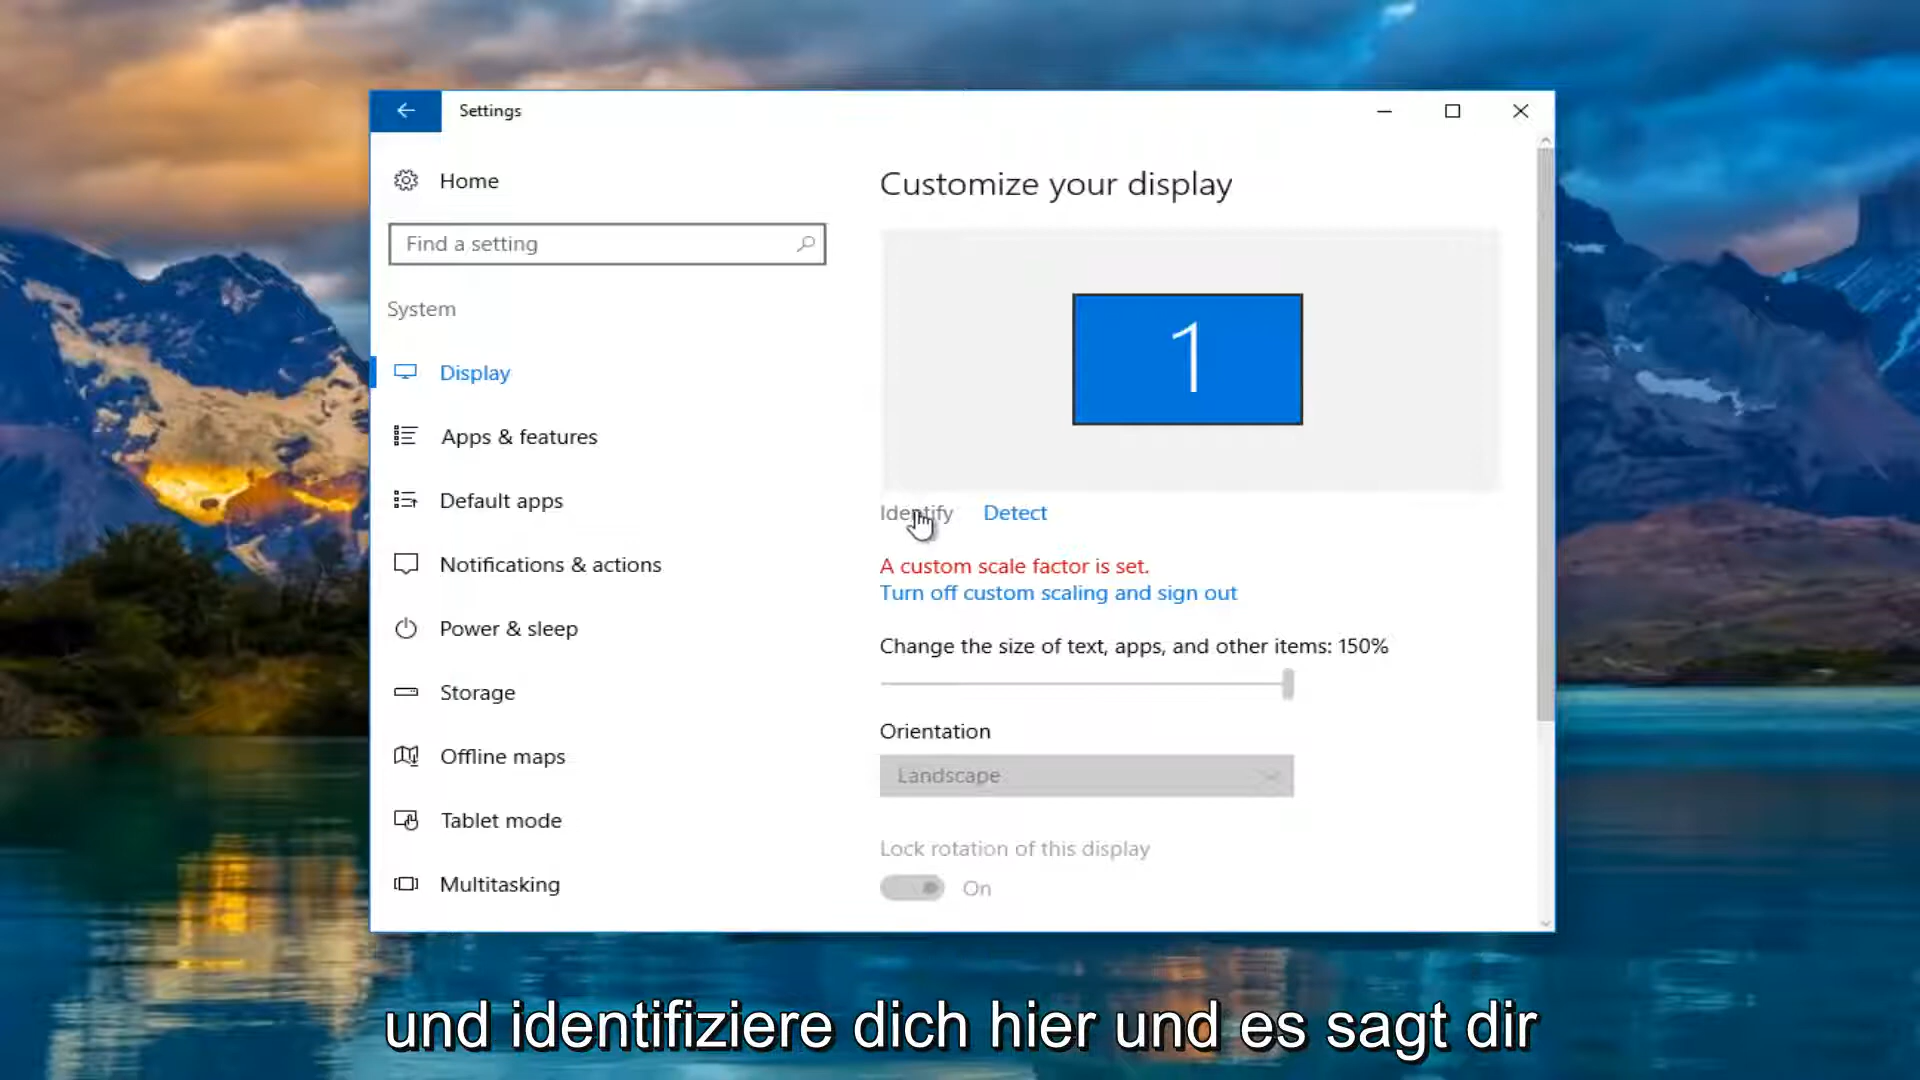 Settings
Home
Find a setting
System
Display
Apps & features
Default apps
Notifications & actions
Power & sleep
Storage
Offline maps
Tablet mode
Multitasking
Customize your display
1
Identify Detect
A custom scale factor is set.
Turn off custom scaling and sign out
Change the size of text, apps, and other items: 150%
Orientation
Landscape
Lock rotation of this display
On
und identifiziere dich hier und es sagt dir